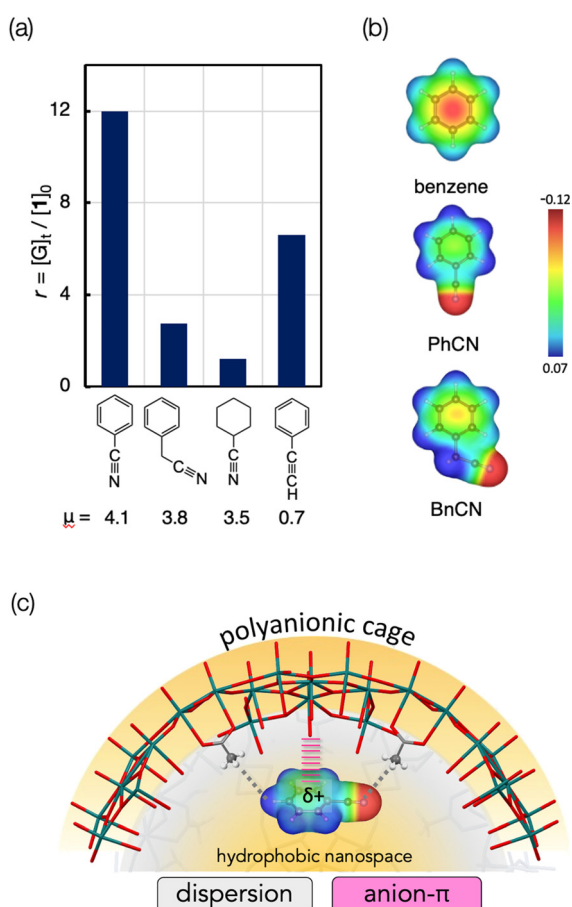 (a)
(b)
r = [G]t / [1]0
12
8
4
0
C
N
C
N
C
N
C
C
H
μ = 4.1 3.8 3.5 0.7
benzene
PhCN
BnCN
-0.12
0.07
(c)
polyanionic cage
δ+
hydrophobic nanospace
dispersion
anion-π